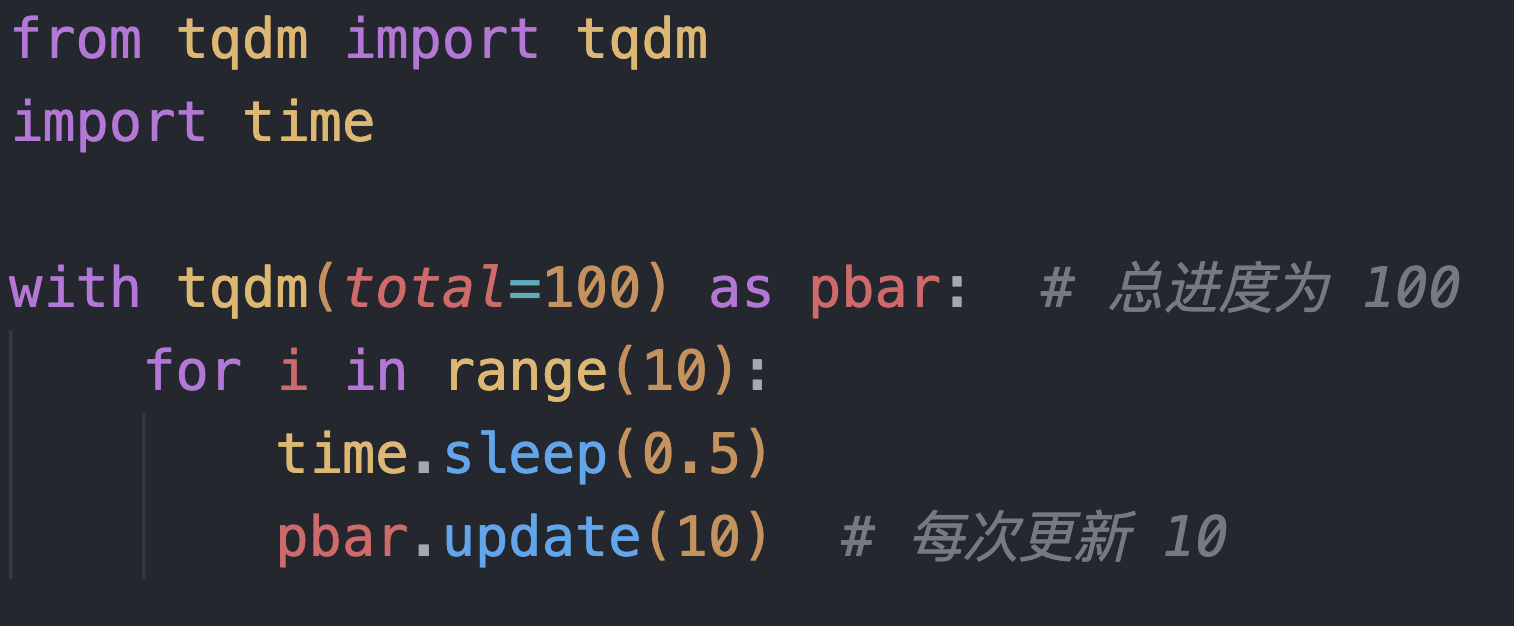 from tqdm import tqdm
import time

with tqdm(total=100) as pbar:  # 总进度为 100
    for i in range(10):
        time.sleep(0.5)
        pbar.update(10)  # 每次更新 10